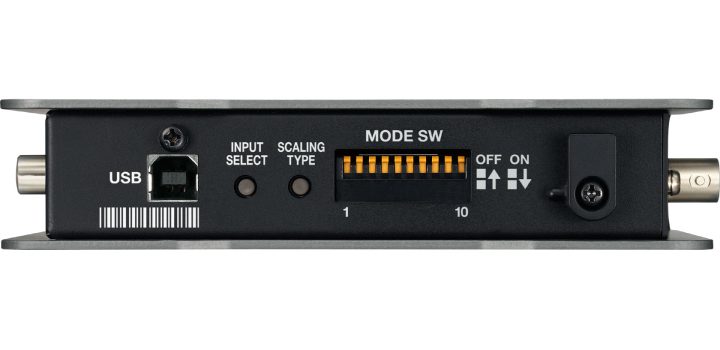 USB
INPUT
SELECT
SCALING
TYPE
MODE SW
1
10
OFF ON